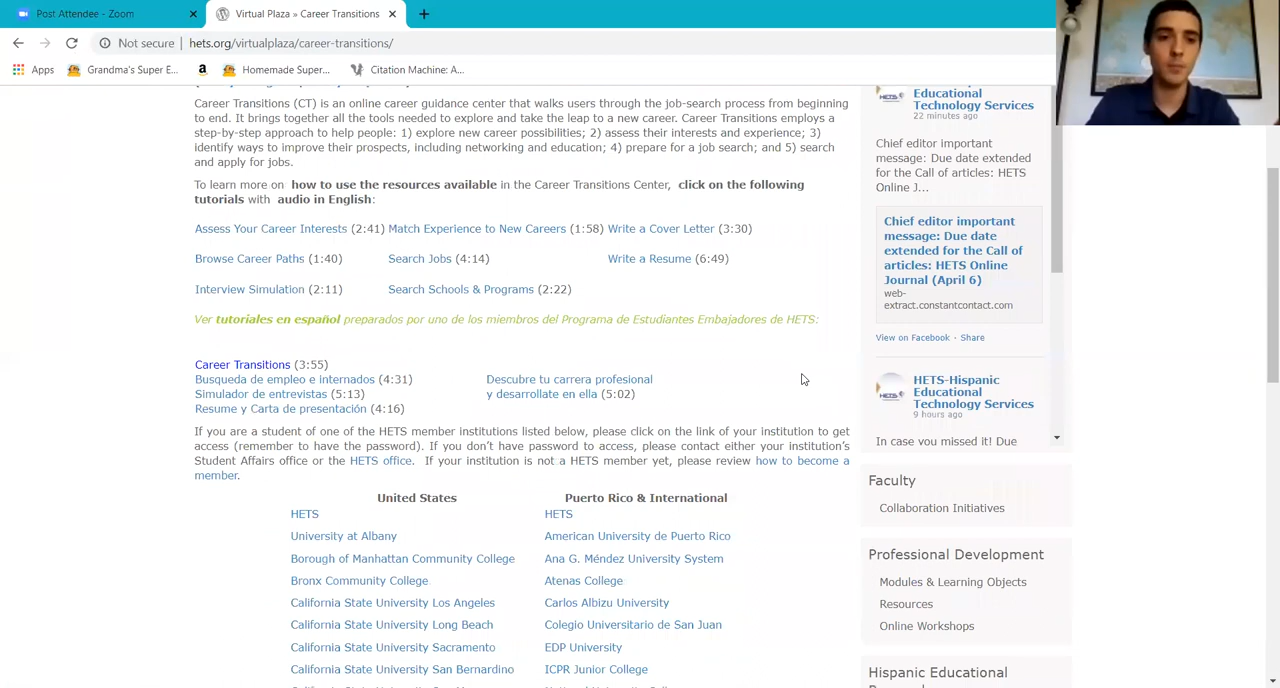 Post Attendee - Zoom
Virtual Plaza » Career Transitions
Not secure
hets.org/virtualplaza/career-transitions/
Apps
Grandma's Super E...
Homemade Super...
Citation Machine: A...
Career Transitions (CT) is an online career guidance center that walks users through the job-search process from beginning
to end. It brings together all the tools needed to explore and take the leap to a new career. Career Transitions employs a
step-by-step approach to help people: 1) explore new career possibilities; 2) assess their interests and experience; 3)
identify ways to improve their prospects, including networking and education; 4) prepare for a job search; and 5) search
and apply for jobs.
To learn more on how to use the resources available in the Career Transitions Center, click on the following
tutorials with audio in English:
Assess Your Career Interests (2:41) Match Experience to New Careers (1:58) Write a Cover Letter (3:30)
Browse Career Paths (1:40) Search Jobs (4:14) Write a Resume (6:49)
Interview Simulation (2:11) Search Schools & Programs (2:22)
Ver tutoriales en español preparados por uno de los miembros del Programa de Estudiantes Embajadores de HETS:
Career Transitions (3:55)
Busqueda de empleo e internados (4:31) Descubre tu carrera profesional
Simulador de entrevistas (5:13) y desarrollate en ella (5:02)
Resume y Carta de presentación (4:16)
If you are a student of one of the HETS member institutions listed below, please click on the link of your institution to get
access (remember to have the password). If you don't have password to access, please contact either your institution's
Student Affairs office or the HETS office. If your institution is not a HETS member yet, please review how to become a
member.
United States
HETS
University at Albany
Borough of Manhattan Community College
Bronx Community College
California State University Los Angeles
California State University Long Beach
California State University Sacramento
California State University San Bernardino
Puerto Rico & International
HETS
American University de Puerto Rico
Ana G. Méndez University System
Atenas College
Carlos Albizu University
Colegio Universitario de San Juan
EDP University
ICPR Junior College
Educational
Technology Services
22 minutes ago
Chief editor important
message: Due date extended
for the Call of articles: HETS
Online J...
Chief editor important
message: Due date
extended for the Call of
articles: HETS Online
Journal (April 6)
web-
extract.constantcontact.com
View on Facebook · Share
HETS-Hispanic
Educational
Technology Services
9 hours ago
In case you missed it! Due
Faculty
Collaboration Initiatives
Professional Development
Modules & Learning Objects
Resources
Online Workshops
Hispanic Educational